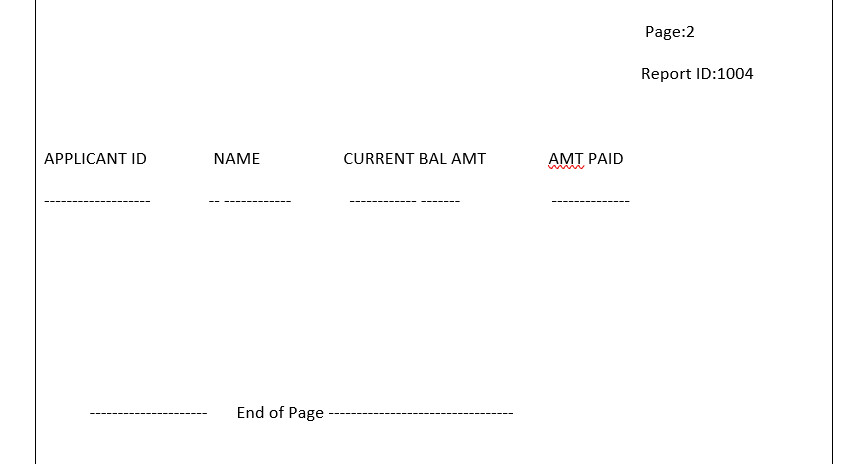 Page:2
Report ID:1004
APPLICANT ID NAME CURRENT BAL AMT AMT PAID
------------------- -- ------------ ------------ ------- --------------
--------------------- End of Page ---------------------------------